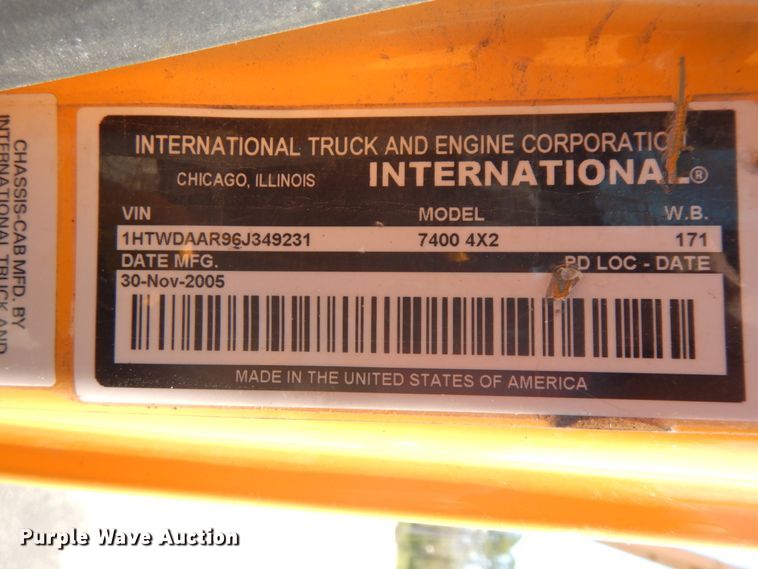 CHASSIS-CAB MFD. BY
INTERNATIONAL TRUCK AND
INTERNATIONAL TRUCK AND ENGINE CORPORATION
CHICAGO, ILLINOIS INTERNATIONAL®
VIN MODEL W.B.
1HTWDAAR96J349231 7400 4X2 171
DATE MFG. PD LOC - DATE
30-Nov-2005
MADE IN THE UNITED STATES OF AMERICA
Purple Wave Auction